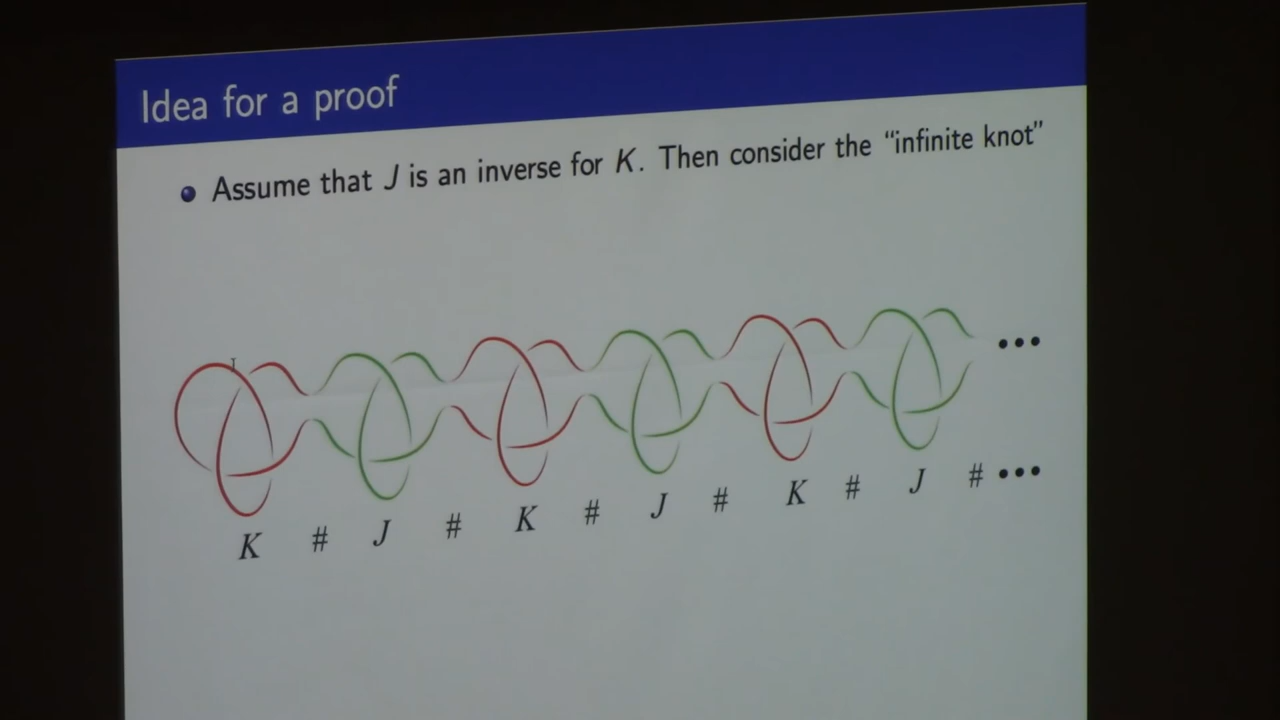 Idea for a proof
Assume that J is an inverse for K. Then consider the “infinite knot”
K # J # K # J # K # J # •••